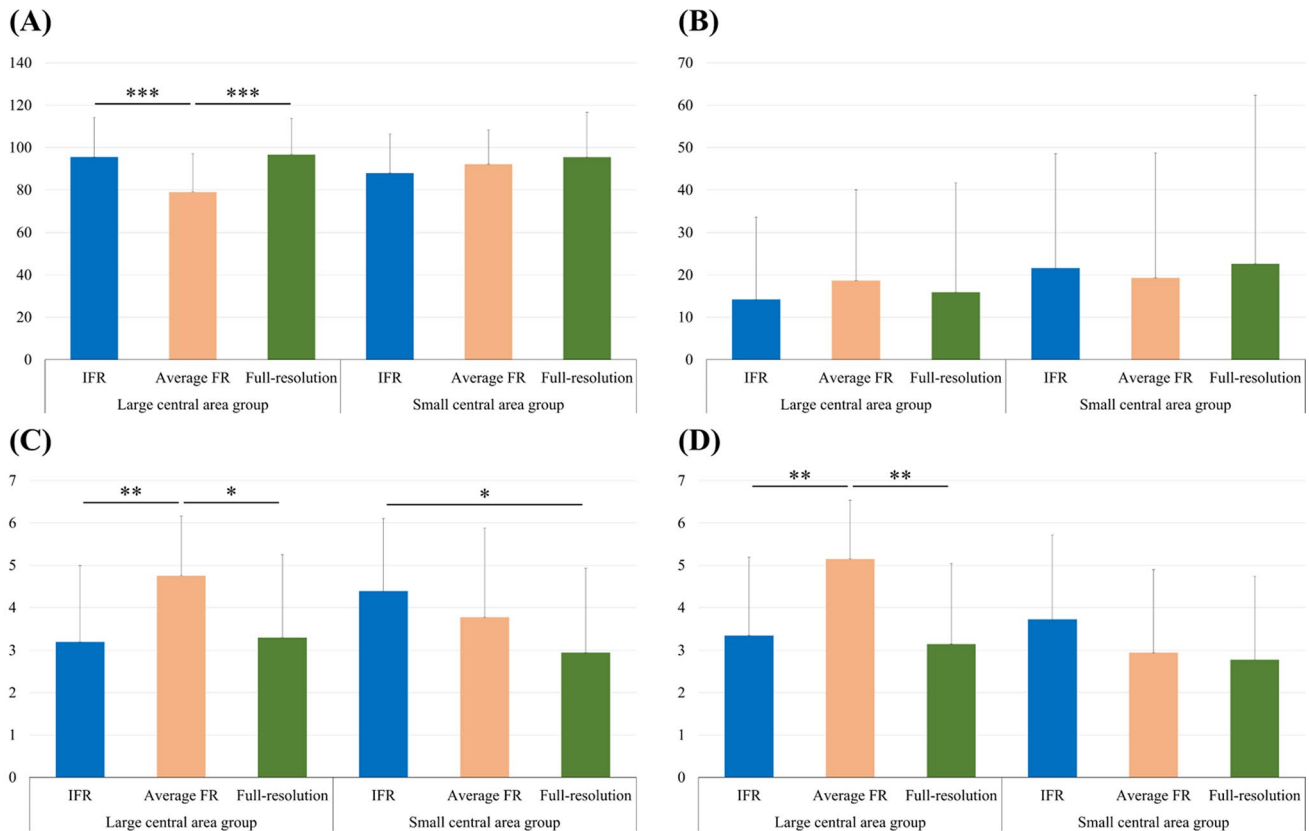 (A)
140
120
100
80
60
40
20
0
*** ***
IFR Average FR Full-resolution IFR Average FR Full-resolution
Large central area group Small central area group
(B)
70
60
50
40
30
20
10
0
IFR Average FR Full-resolution IFR Average FR Full-resolution
Large central area group Small central area group
(C)
7
6
5
4
3
2
1
0
** * *
IFR Average FR Full-resolution IFR Average FR Full-resolution
Large central area group Small central area group
(D)
7
6
5
4
3
2
1
0
** **
IFR Average FR Full-resolution IFR Average FR Full-resolution
Large central area group Small central area group